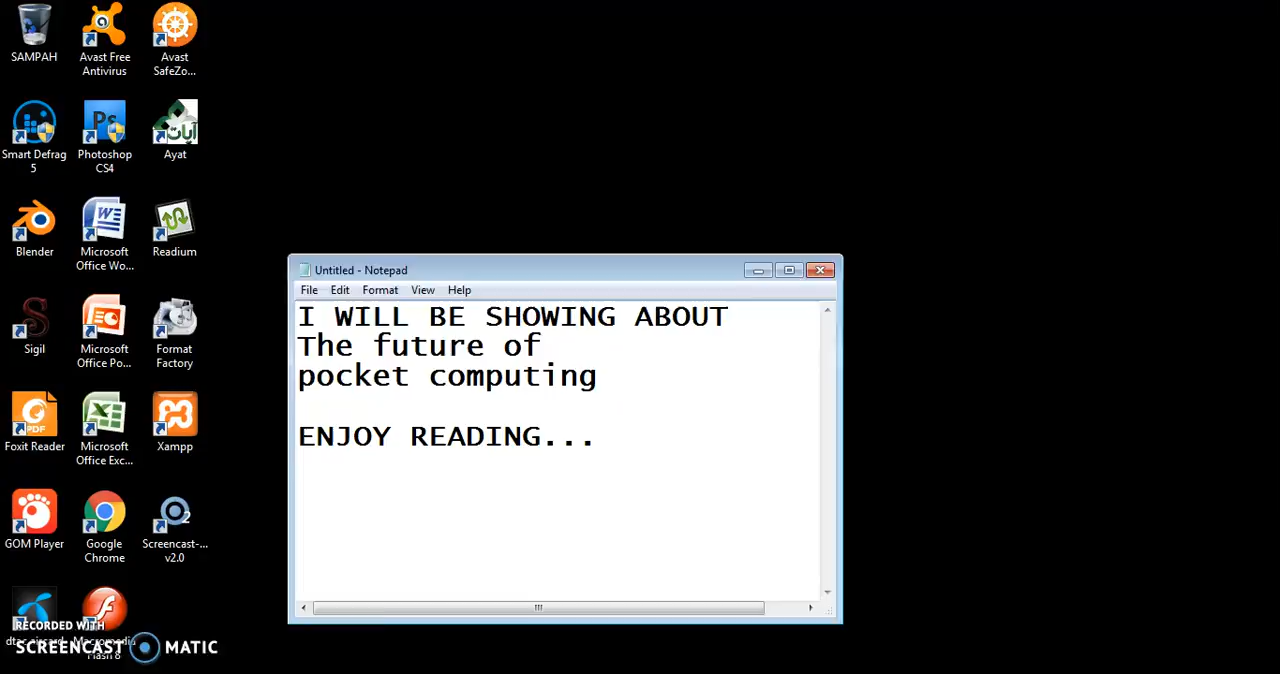 SAMPAH
Avast Free
Antivirus
Avast
SafeZo...
Smart Defrag
5
Photoshop
CS4
Ayat
Blender
Microsoft
Office Wo...
Readium
Sigil
Microsoft
Office Po...
Format
Factory
Foxit Reader
Microsoft
Office Exc...
Xampp
GOM Player
Google
Chrome
Screencast-...
v2.0
Untitled - Notepad
File Edit Format View Help
I WILL BE SHOWING ABOUT
The future of
pocket computing
ENJOY READING...
RECORDED WITH
SCREENCAST MATIC
Flash 8